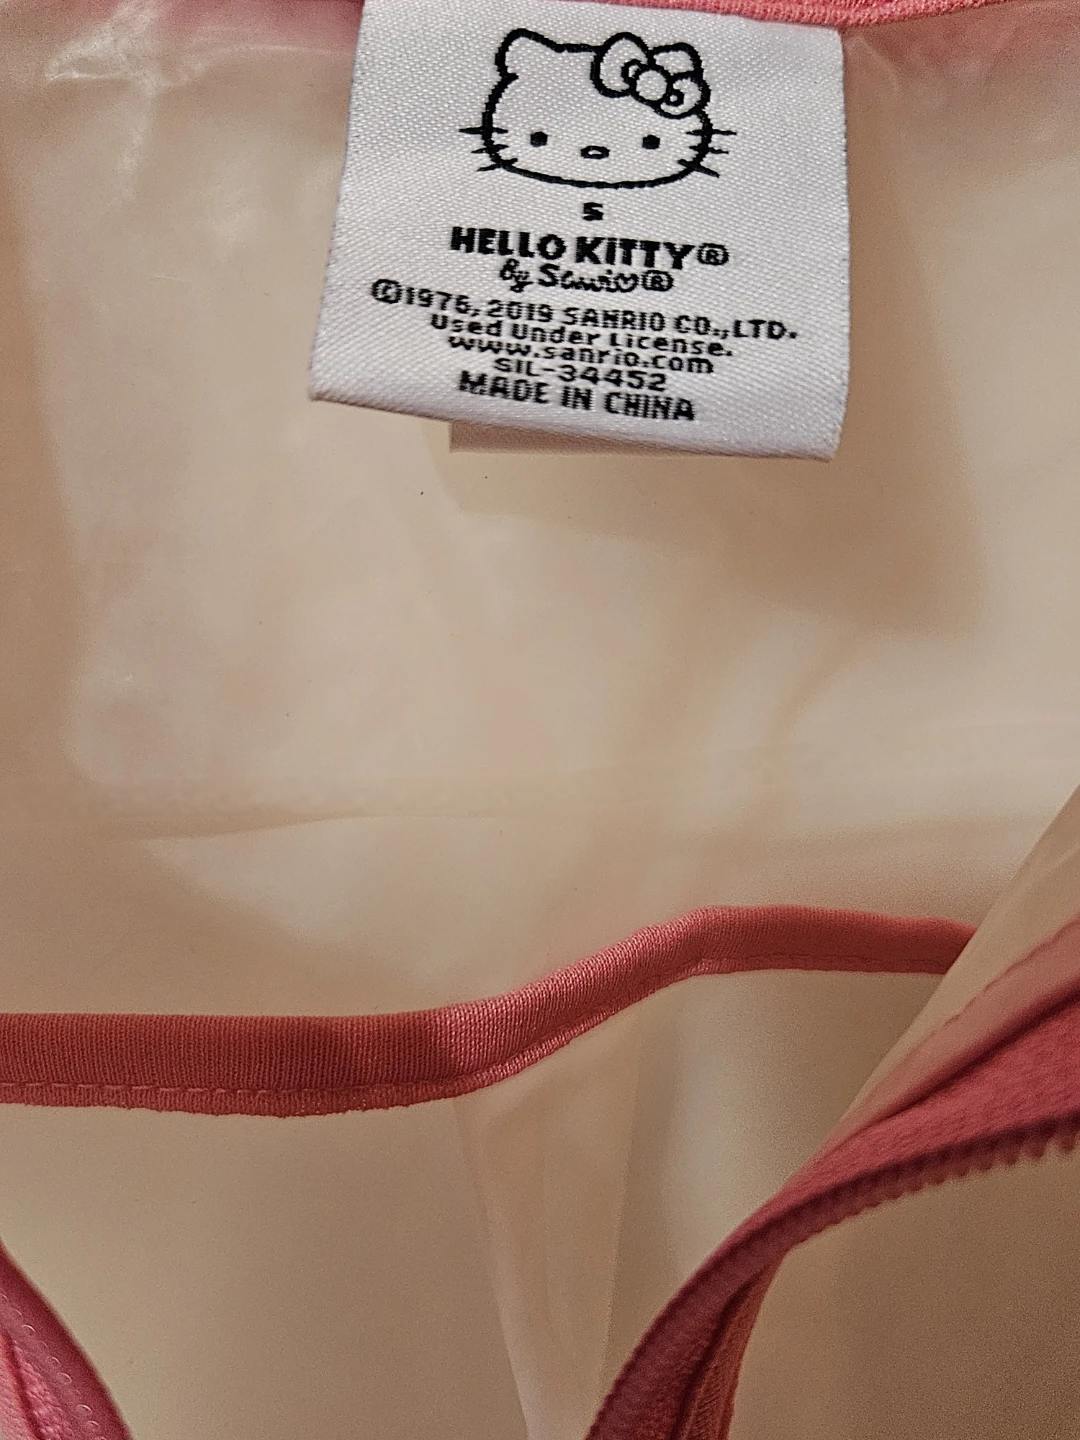 S
HELLO KITTY®
by Sanrio®
©1976, 2019 SANRIO CO.,LTD.
Used Under License.
www.sanrio.com
SIL-34452
MADE IN CHINA